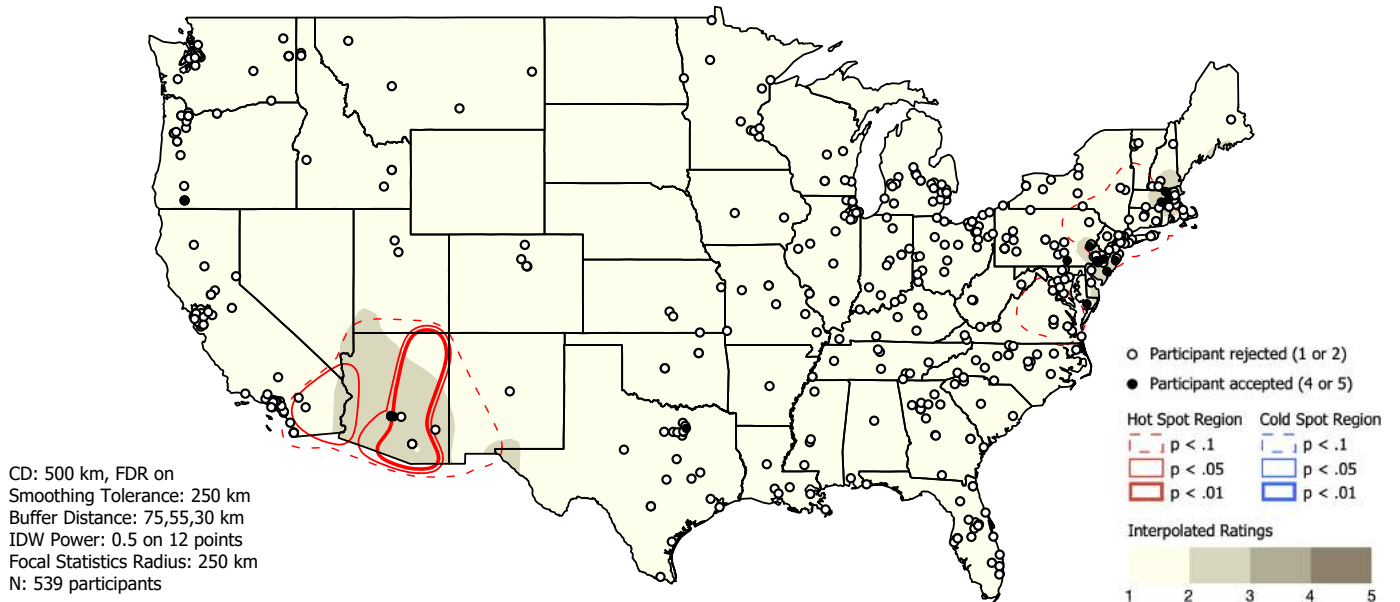 CD: 500 km, FDR on
Smoothing Tolerance: 250 km
Buffer Distance: 75,55,30 km
IDW Power: 0.5 on 12 points
Focal Statistics Radius: 250 km
N: 539 participants
Participant rejected (1 or 2)
Participant accepted (4 or 5)
Hot Spot Region
p < .1
p < .05
p < .01
Cold Spot Region
p < .1
p < .05
p < .01
Interpolated Ratings
1 2 3 4 5